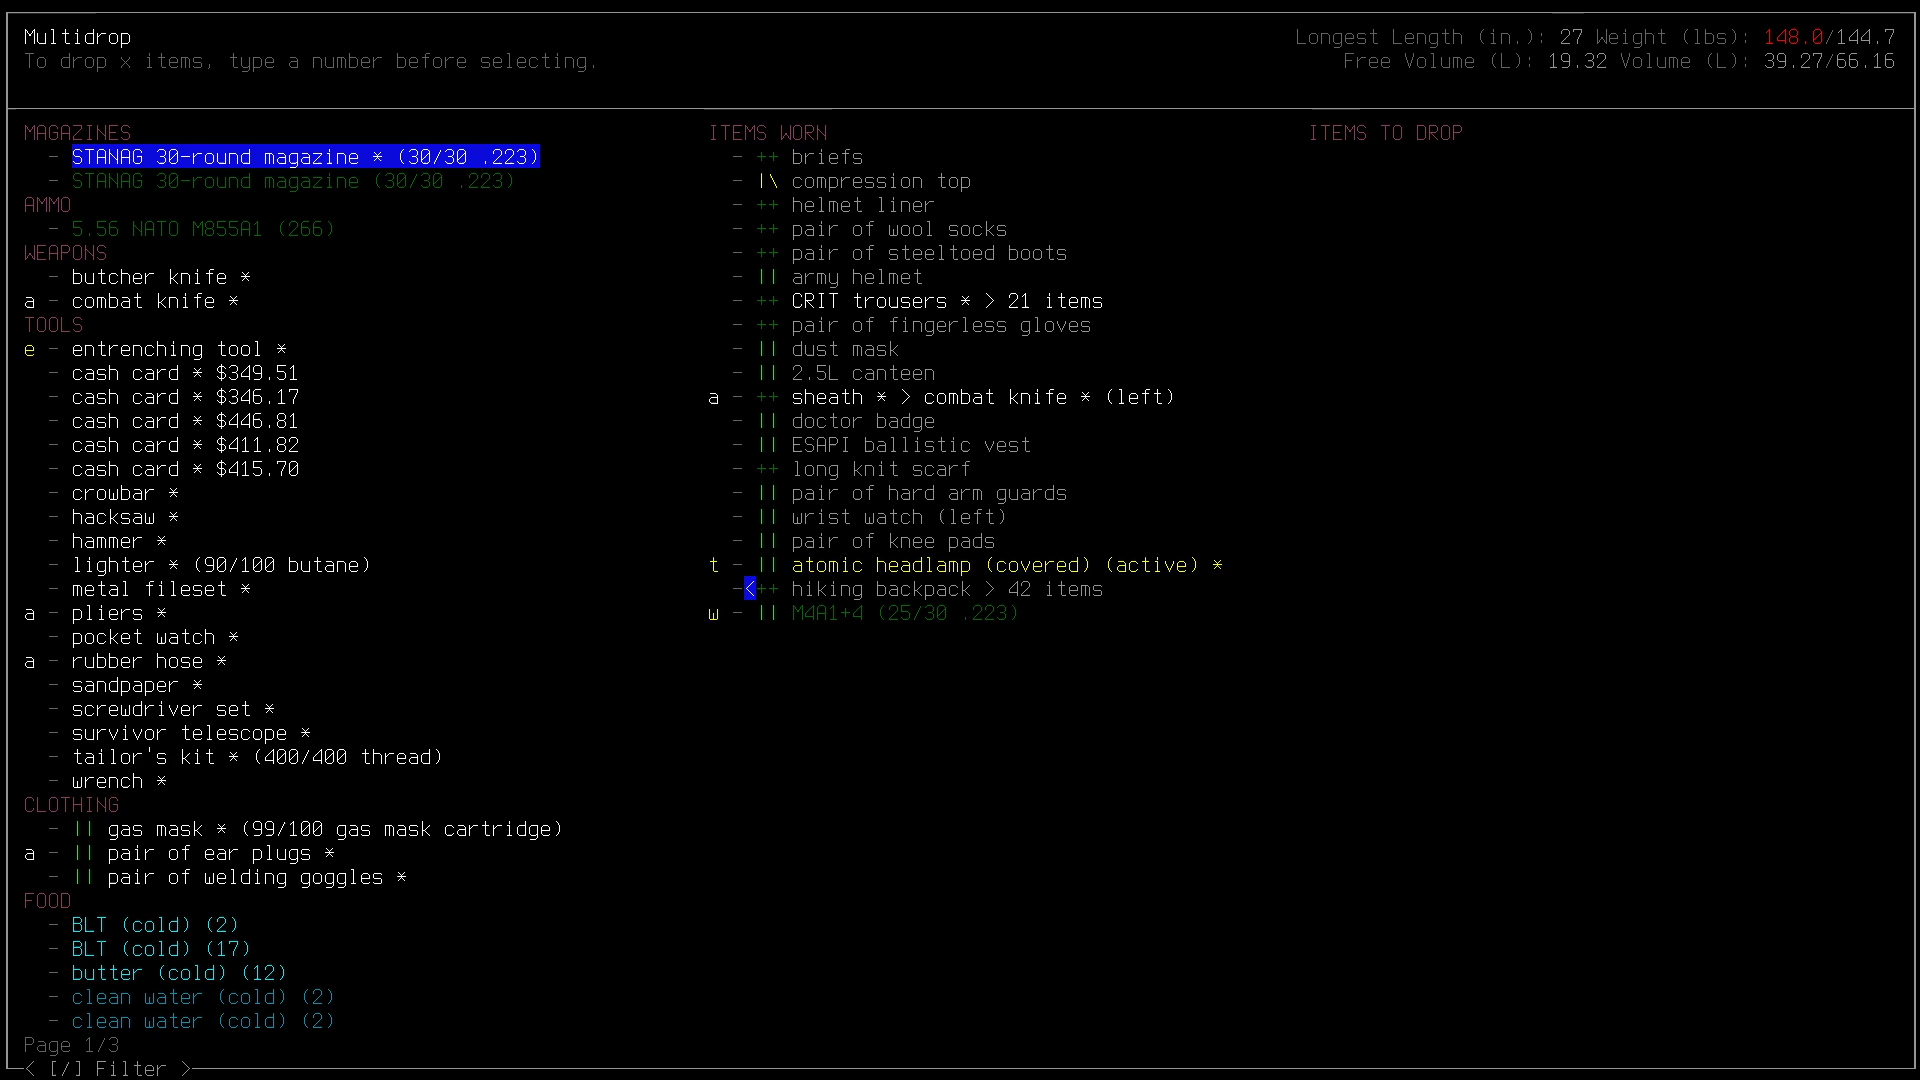 Multidrop
Longest Length (in.): 27 Weight (lbs): 148.0/144.7
To drop x items, type a number before selecting.
Free Volume (L): 19.32 Volume (L): 39.27/66.16
MAGAZINES
- STANAG 30-round magazine * (30/30 .223)
- STANAG 30-round magazine (30/30 .223)
AMMO
- 5.56 NATO M855A1 (266)
WEAPONS
- butcher knife *
a - combat knife *
TOOLS
e - entrenching tool *
- cash card * $349.51
- cash card * $346.17
- cash card * $446.81
- cash card * $411.82
- cash card * $415.70
- crowbar *
- hacksaw *
- hammer *
- lighter * (90/100 butane)
- metal fileset *
a - pliers *
- pocket watch *
a - rubber hose *
- sandpaper *
- screwdriver set *
- survivor telescope *
- tailor's kit * (400/400 thread)
- wrench *
CLOTHING
- || gas mask * (99/100 gas mask cartridge)
a - || pair of ear plugs *
- || pair of welding goggles *
FOOD
- BLT (cold) (2)
- BLT (cold) (17)
- butter (cold) (12)
- clean water (cold) (2)
- clean water (cold) (2)
Page 1/3
< [/] Filter >
ITEMS WORN
- ++ briefs
- |\ compression top
- ++ helmet liner
- ++ pair of wool socks
- ++ pair of steeltoed boots
- || army helmet
- ++ CRIT trousers * > 21 items
- ++ pair of fingerless gloves
- || dust mask
- || 2.5L canteen
a - ++ sheath * > combat knife * (left)
- || doctor badge
- || ESAPI ballistic vest
- ++ long knit scarf
- || pair of hard arm guards
- || wrist watch (left)
- || pair of knee pads
t - || atomic headlamp (covered) (active) *
-<++ hiking backpack > 42 items
w - || M4A1+4 (25/30 .223)
ITEMS TO DROP